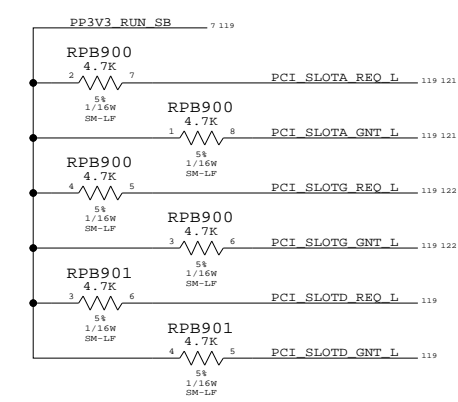 PP3V3_RUN_SB 7 119
RPB900
4.7K
2 7 PCI_SLOTA_REQ_L 119 121
5%
1/16W
SM-LF
RPB900
4.7K
1 8 PCI_SLOTA_GNT_L 119 121
5%
1/16W
SM-LF
RPB900
4.7K
4 5 PCI_SLOTG_REQ_L 119 122
5%
1/16W
SM-LF
RPB900
4.7K
3 6 PCI_SLOTG_GNT_L 119 122
5%
1/16W
SM-LF
RPB901
4.7K
3 6 PCI_SLOTD_REQ_L 119
5%
1/16W
SM-LF
RPB901
4.7K
4 5 PCI_SLOTD_GNT_L 119
5%
1/16W
SM-LF